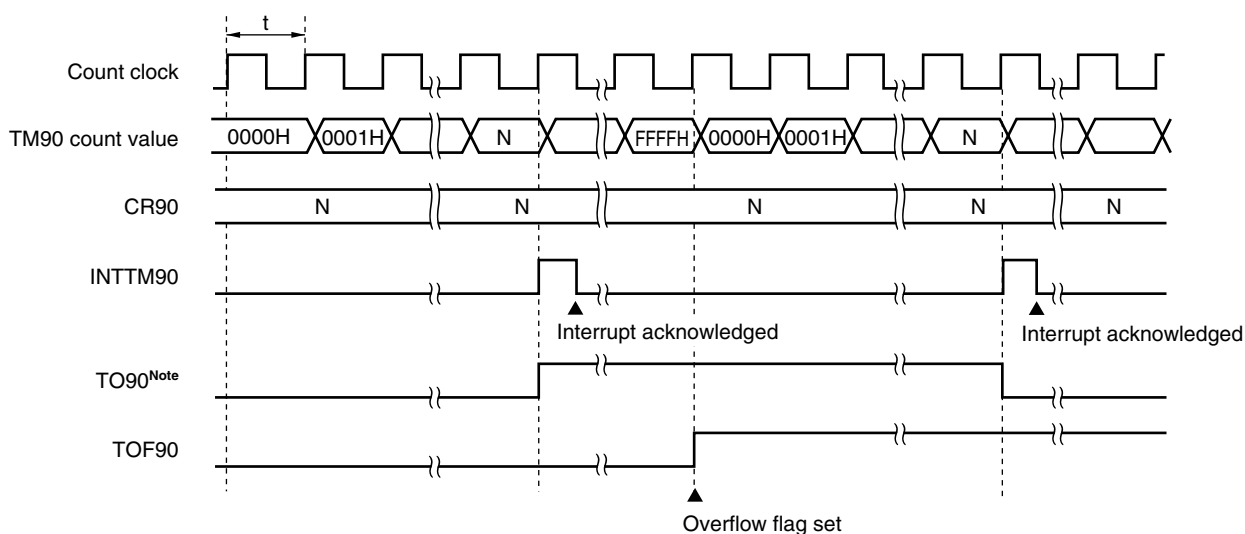 t
Count clock
TM90 count value 0000H 0001H N FFFFH 0000H 0001H N
CR90 N N N N N
INTTM90
Interrupt acknowledged Interrupt acknowledged
TO90Note
TOF90
Overflow flag set